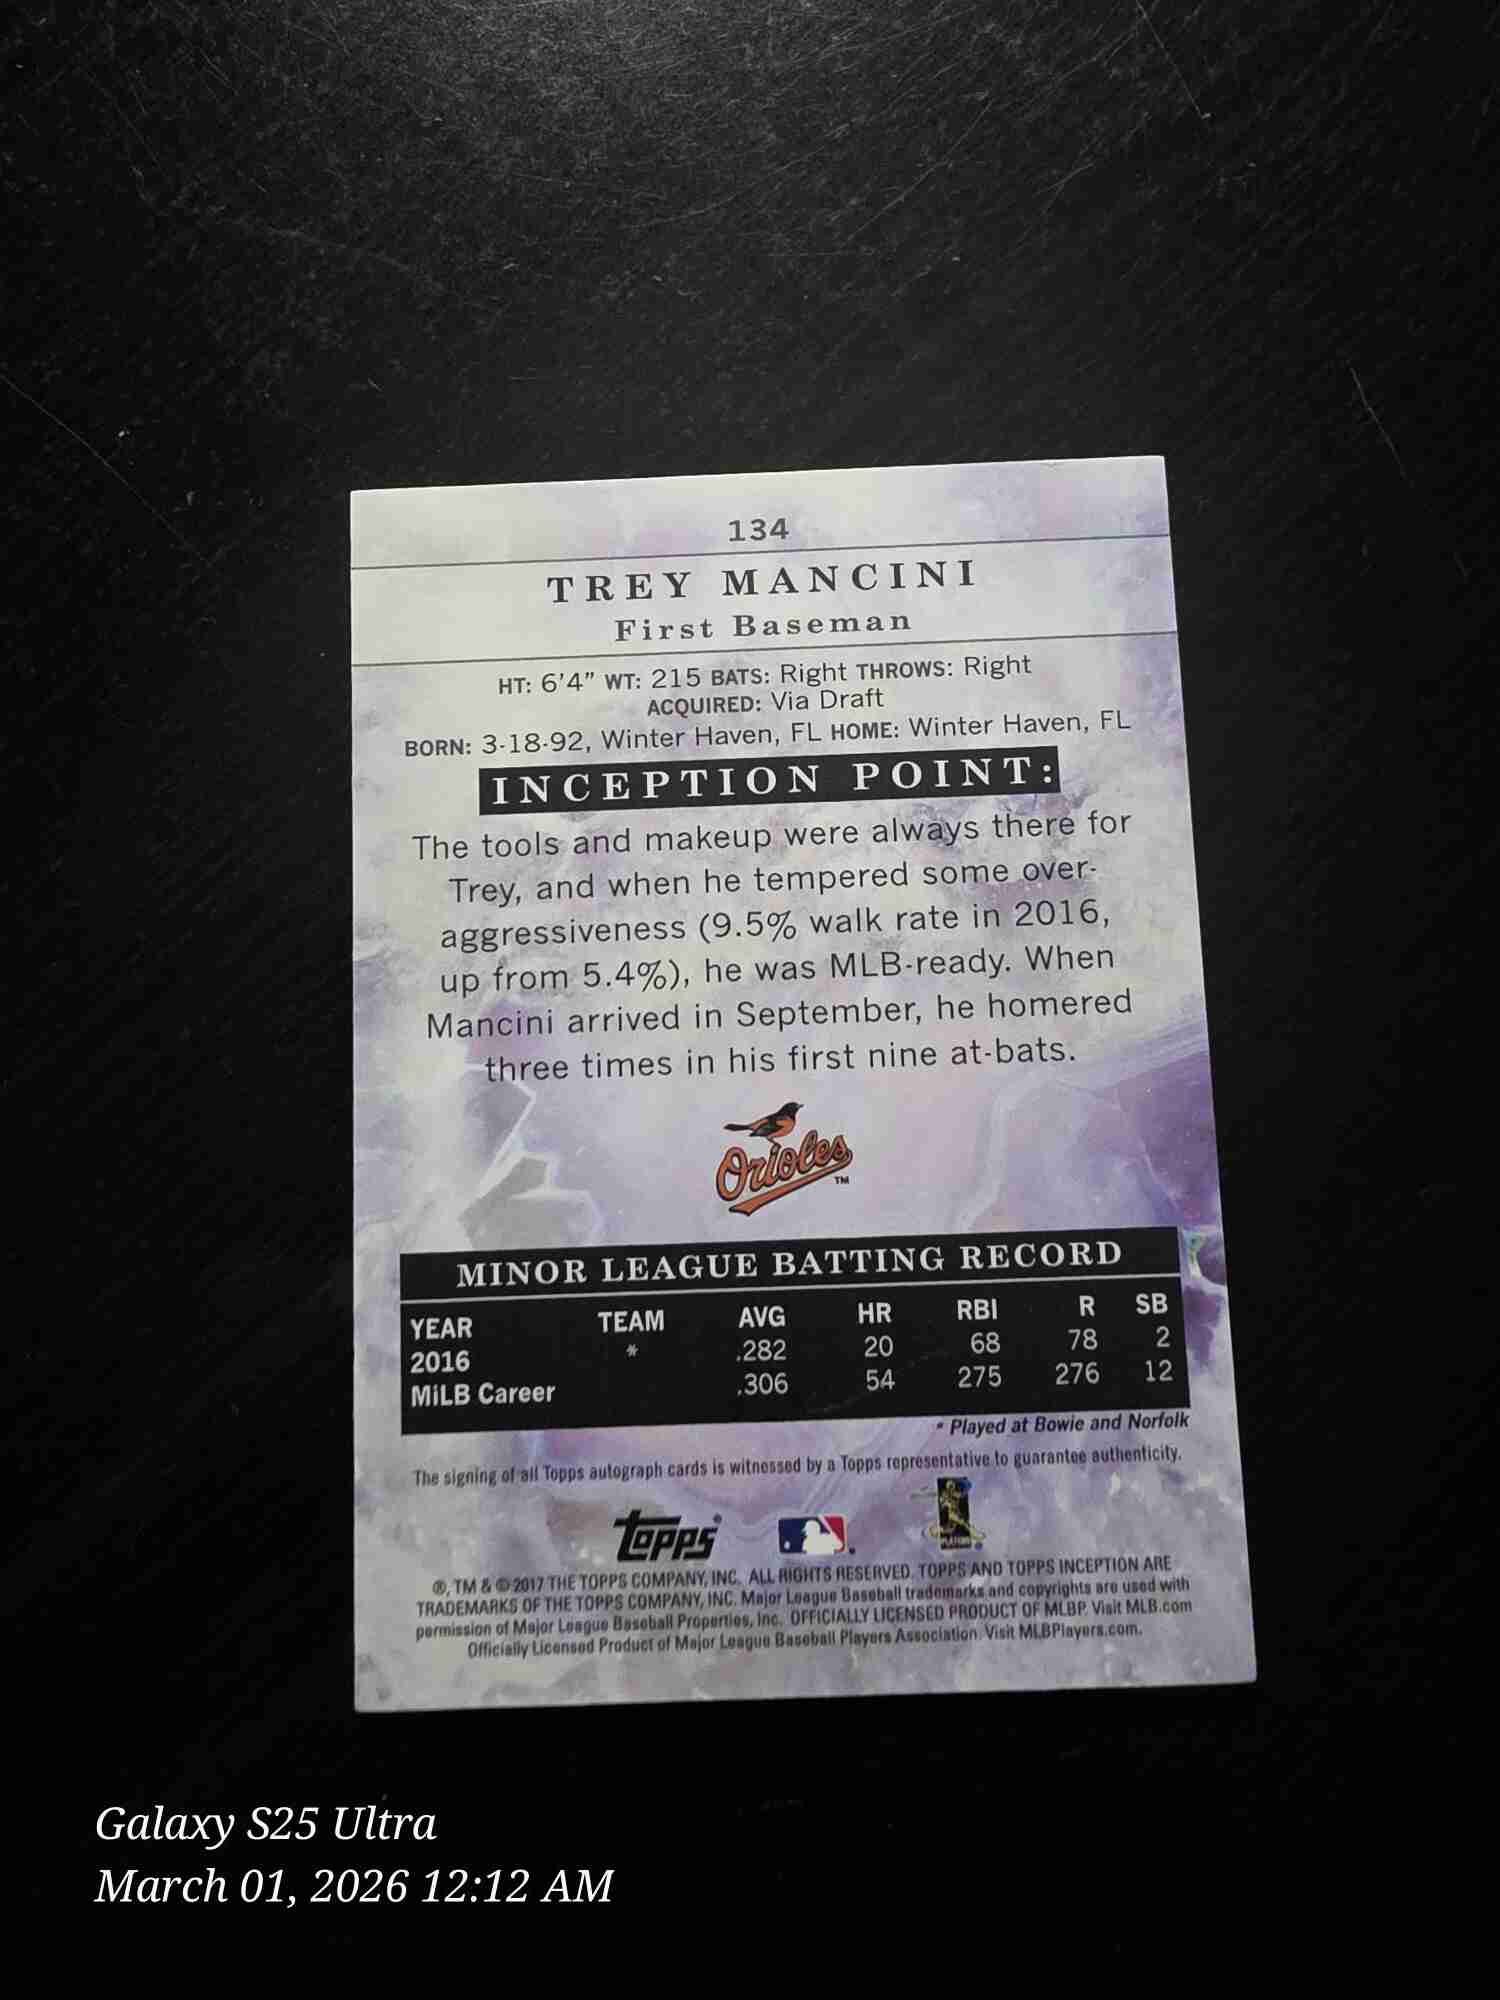 134
TREY MANCINI
First Baseman
HT: 6'4" WT: 215 BATS: Right THROWS: Right
ACQUIRED: Via Draft
BORN: 3-18-92, Winter Haven, FL HOME: Winter Haven, FL
INCEPTION POINT:
The tools and makeup were always there for
Trey, and when he tempered some over-
aggressiveness (9.5% walk rate in 2016,
up from 5.4%), he was MLB-ready. When
Mancini arrived in September, he homered
three times in his first nine at-bats.
Orioles TM
MINOR LEAGUE BATTING RECORD
YEAR TEAM AVG HR RBI R SB
2016 * .282 20 68 78 2
MiLB Career .306 54 275 276 12
* Played at Bowie and Norfolk
The signing of all Topps autograph cards is witnessed by a Topps representative to guarantee authenticity.
Topps®
®, TM & © 2017 THE TOPPS COMPANY, INC. ALL RIGHTS RESERVED. TOPPS AND TOPPS INCEPTION ARE
TRADEMARKS OF THE TOPPS COMPANY, INC. Major League Baseball trademarks and copyrights are used with
permission of Major League Baseball Properties, Inc. OFFICIALLY LICENSED PRODUCT OF MLBP. Visit MLB.com
Officially Licensed Product of Major League Baseball Players Association. Visit MLBPlayers.com.
Galaxy S25 Ultra
March 01, 2026 12:12 AM